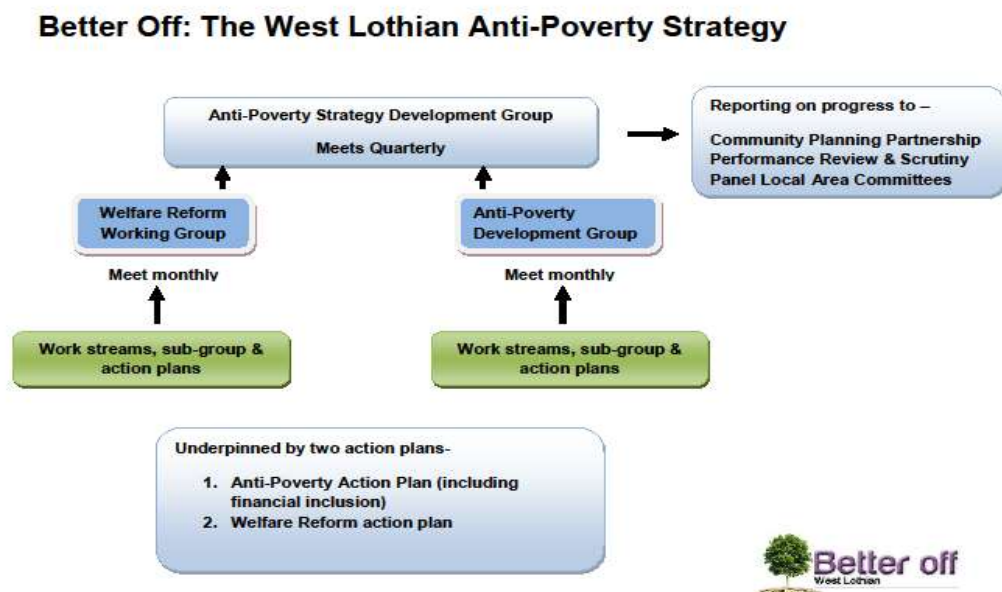 Better Off: The West Lothian Anti-Poverty Strategy
Anti-Poverty Strategy Development Group
Meets Quarterly
Reporting on progress to –
Community Planning Partnership
Performance Review & Scrutiny
Panel Local Area Committees
Welfare Reform
Working Group
Anti-Poverty
Development Group
Meet monthly
Meet monthly
Work streams, sub-group &
action plans
Work streams, sub-group &
action plans
Underpinned by two action plans-
1. Anti-Poverty Action Plan (including
financial inclusion)
2. Welfare Reform action plan
Better off
West Lothian